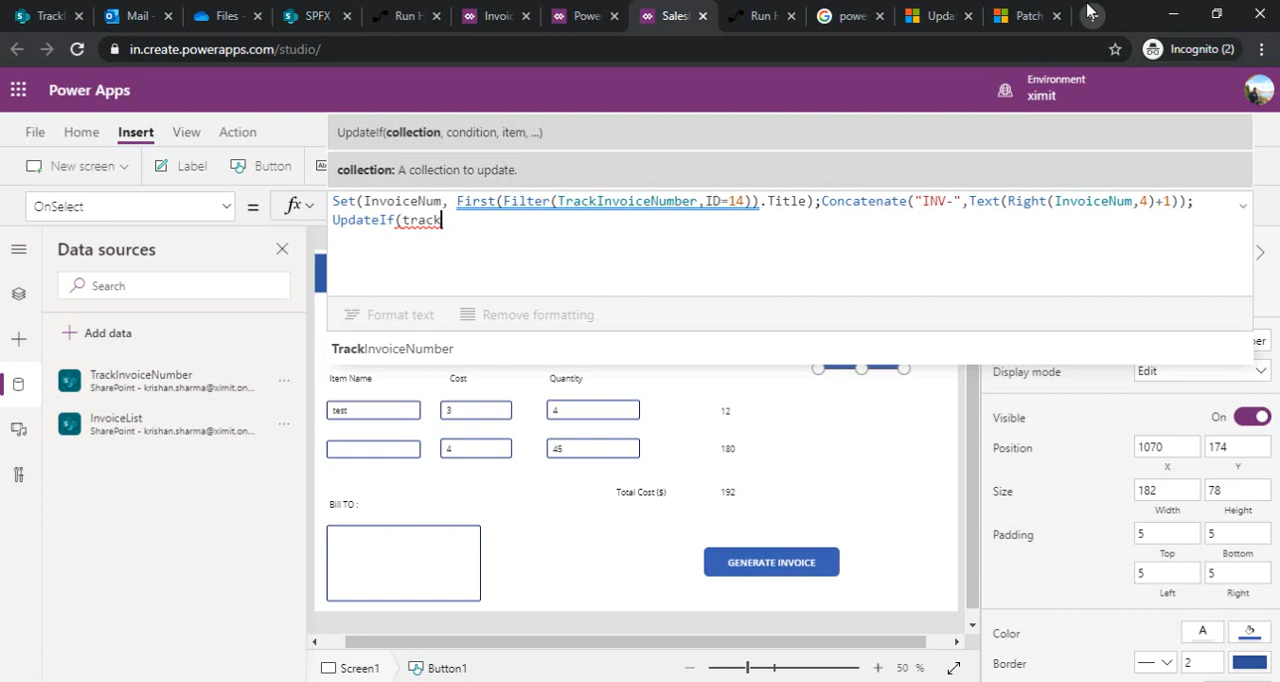 TrackI
Mail -
Files -
SPFX
Run H
Invoic
Power
Salesl
Run H
power
Updat
Patch
in.create.powerapps.com/studio/
Incognito (2)
Power Apps
Environment
ximit
File
Home
Insert
View
Action
New screen
Label
Button
UpdateIf(collection, condition, item, ...)
collection: A collection to update.
OnSelect
=
fx
Set(InvoiceNum, First(Filter(TrackInvoiceNumber,ID=14)).Title);Concatenate("INV-",Text(Right(InvoiceNum,4)+1));
UpdateIf(track
Format text
Remove formatting
TrackInvoiceNumber
Data sources
Search
Add data
TrackInvoiceNumber
SharePoint - krishan.sharma@ximit.on...
InvoiceList
SharePoint - krishan.sharma@ximit.on...
Item Name
Cost
Quantity
test
3
4
12
4
45
180
Total Cost ($)
192
Bill TO :
GENERATE INVOICE
Display mode
Edit
Visible
On
Position
1070
174
X
Y
Size
182
78
Width
Height
Padding
5
5
Top
Bottom
5
5
Left
Right
Color
A
Border
2
Screen1
Button1
50 %